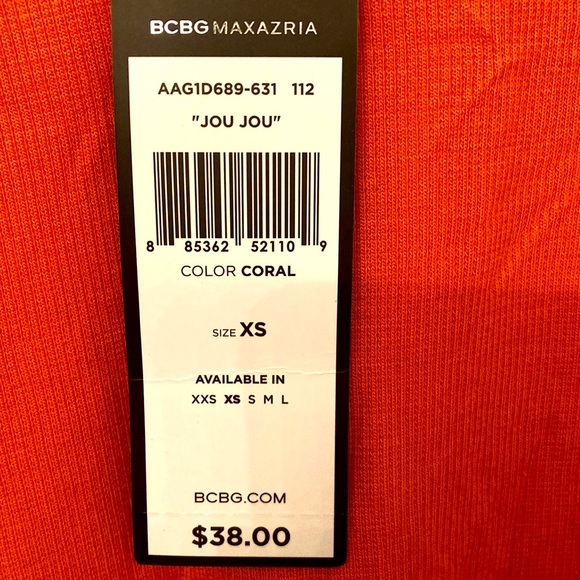 BCBGMAXAZRIA
AAG1D689-631 112
"JOU JOU"
8 85362 52110 9
COLOR CORAL
SIZE XS
AVAILABLE IN
XXS XS S M L
BCBG.COM
$38.00